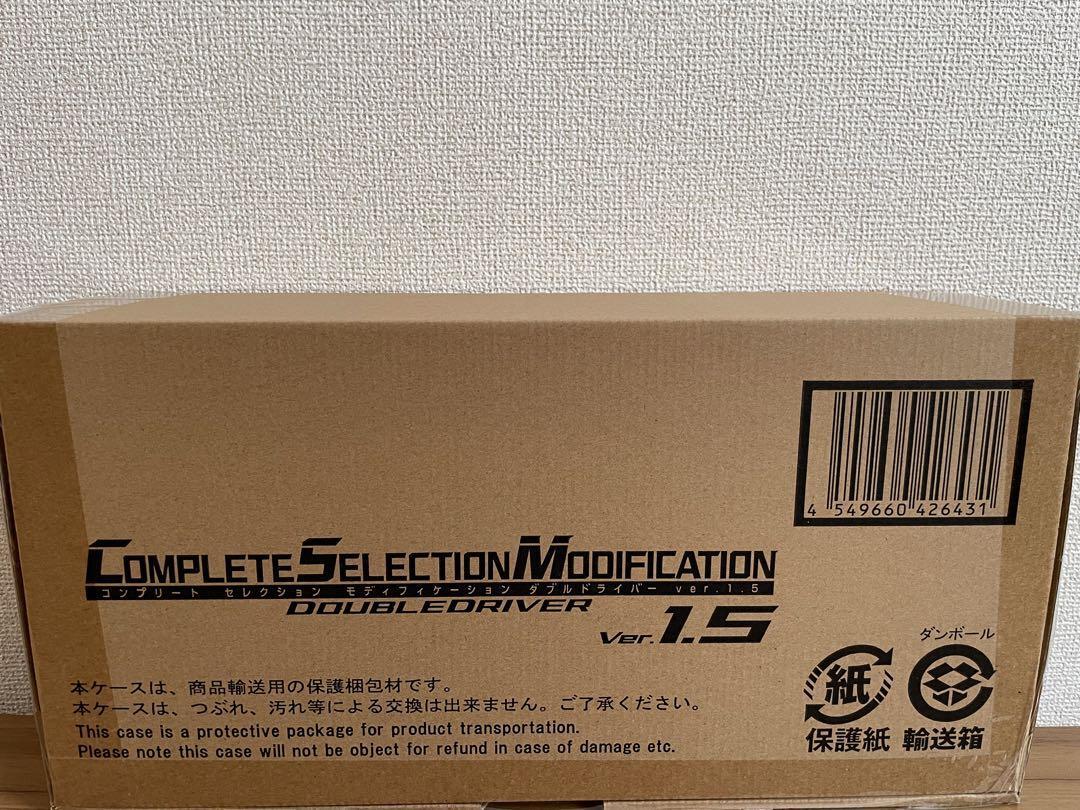 4 549660 426431
COMPLETE SELECTION MODIFICATION
コンプリート セレクション モディフィケーション ダブルドライバー ver.1.5
DOUBLEDRIVER
Ver. 1.5
本ケースは、商品輸送用の保護梱包材です。
本ケースは、つぶれ、汚れ等による交換は出来ません。ご了承ください。
This case is a protective package for product transportation.
Please note this case will not be object for refund in case of damage etc.
ダンボール
紙
保護紙 輸送箱